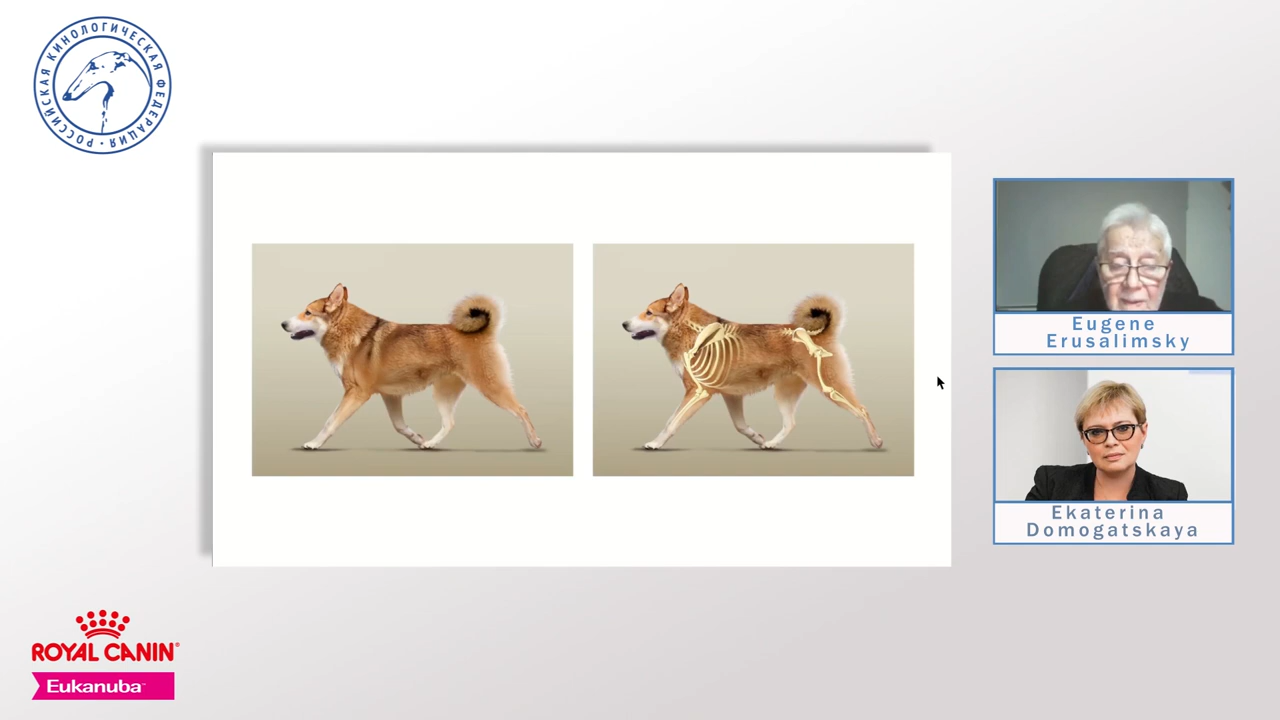 РОССИЙСКАЯ КИНОЛОГИЧЕСКАЯ ФЕДЕРАЦИЯ
Eugene
Erusalimsky
Ekaterina
Domogatskaya
ROYAL CANIN
Eukanuba